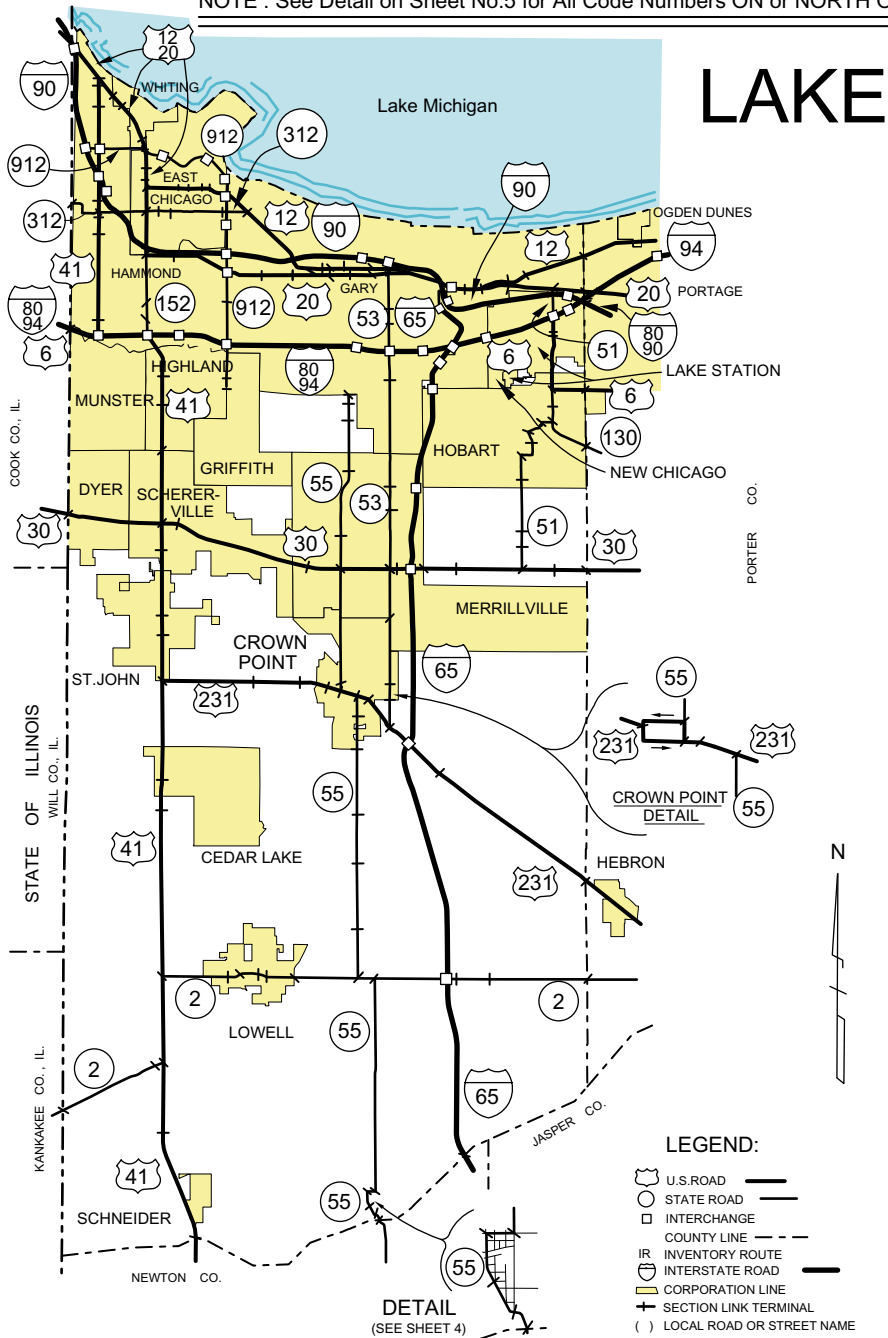 NOTE : See Detail on Sheet No.5 for All Code Numbers ON or NORTH O
LAKE
12
20
90
WHITING
Lake Michigan
912
312
912
EAST
CHICAGO
90
312
12
90
OGDEN DUNES
12
94
41
HAMMOND
GARY
20
PORTAGE
80
94
152
912
20
53
65
80
90
6
51
6
HIGHLAND
80
94
LAKE STATION
MUNSTER
41
6
130
HOBART
COOK CO., IL.
GRIFFITH
NEW CHICAGO
DYER
SCHERER-
VILLE
55
53
PORTER CO.
30
30
51
30
MERRILLVILLE
CROWN
POINT
65
ST.JOHN
231
55
231
231
CROWN POINT
DETAIL
55
STATE OF ILLINOIS
WILL CO., IL.
55
41
CEDAR LAKE
HEBRON
231
N
2
2
LOWELL
55
2
KANKAKEE CO., IL.
65
JASPER CO.
41
SCHNEIDER
55
NEWTON CO.
55
DETAIL
(SEE SHEET 4)
LEGEND:
U.S.ROAD
STATE ROAD
INTERCHANGE
COUNTY LINE
IR INVENTORY ROUTE
INTERSTATE ROAD
CORPORATION LINE
SECTION LINK TERMINAL
( ) LOCAL ROAD OR STREET NAME